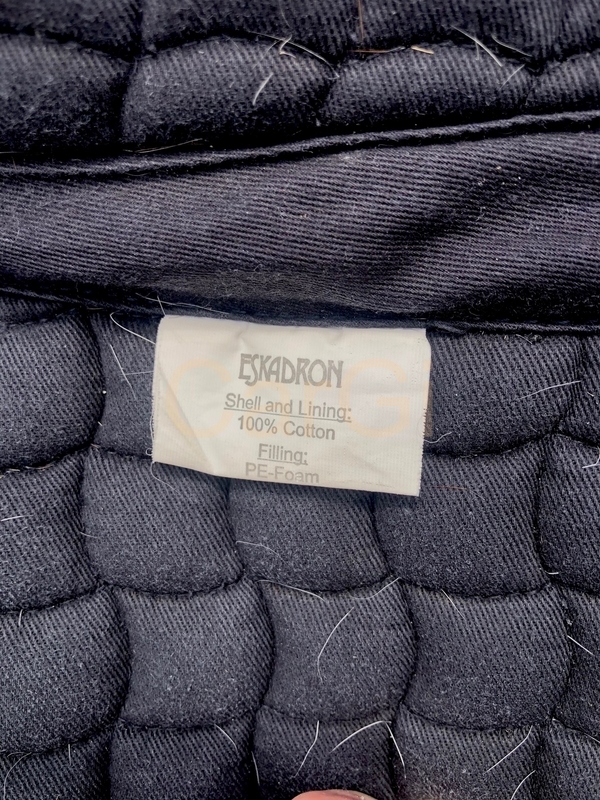 ESKADRON
Shell and Lining:
100% Cotton
Filling:
PE-Foam